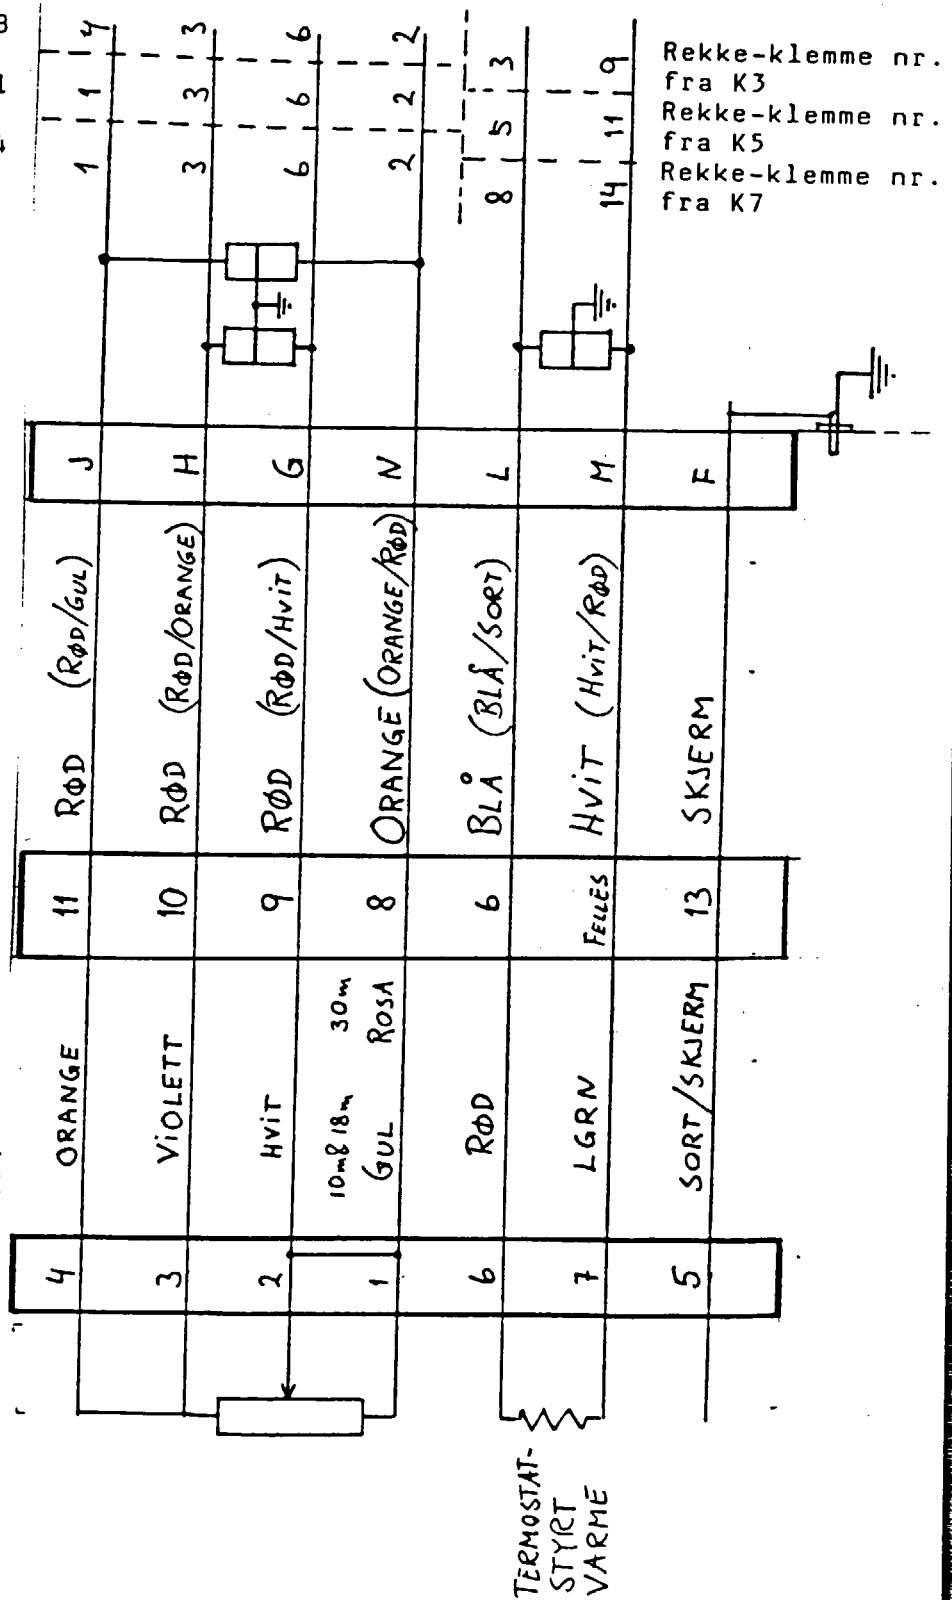 4 3 6 2 3 9
Rekke-klemme nr.
fra K3
1 3 6 2 5 11
Rekke-klemme nr.
fra K5
1 3 6 2 8 14
Rekke-klemme nr.
fra K7
J H G N L M F
RØD (RØD/GUL)
RØD (RØD/ORANGE)
RØD (RØD/HViT)
ORANGE (ORANGE/RØD)
BLÅ (BLÅ/SORT)
HViT (HViT/RØD)
SKJERM
11 10 9 8 6 FELLES 13
ORANGE
ViOLETT
HViT
10m&18m 30m
GUL ROSA
RØD
LGRN
SORT/SKJERM
4 3 2 1 6 7 5
TERMOSTAT-
STYRT
VARME